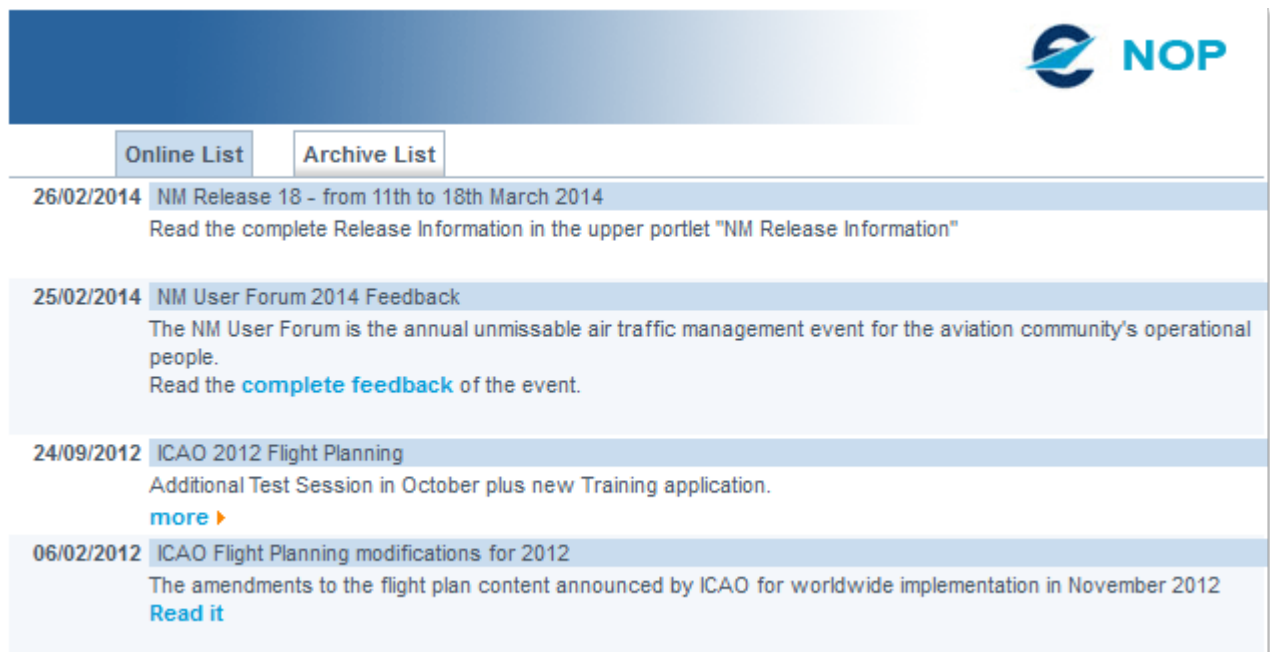 NOP
Online List Archive List
26/02/2014 NM Release 18 - from 11th to 18th March 2014
Read the complete Release Information in the upper portlet "NM Release Information"
25/02/2014 NM User Forum 2014 Feedback
The NM User Forum is the annual unmissable air traffic management event for the aviation community's operational
people.
Read the complete feedback of the event.
24/09/2012 ICAO 2012 Flight Planning
Additional Test Session in October plus new Training application.
more
06/02/2012 ICAO Flight Planning modifications for 2012
The amendments to the flight plan content announced by ICAO for worldwide implementation in November 2012
Read it